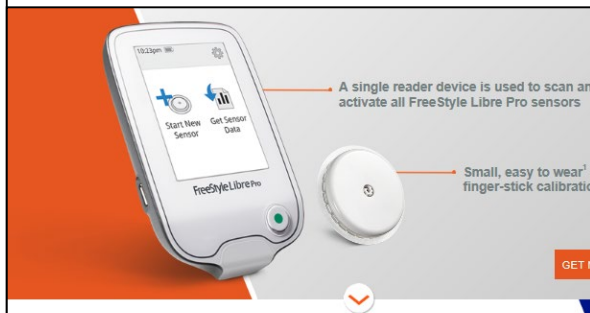 10:23pm
Start New
Sensor
Get Sensor
Data
FreeStyle Libre Pro
A single reader device is used to scan an
activate all FreeStyle Libre Pro sensors
Small, easy to wear1
finger-stick calibratio
GET